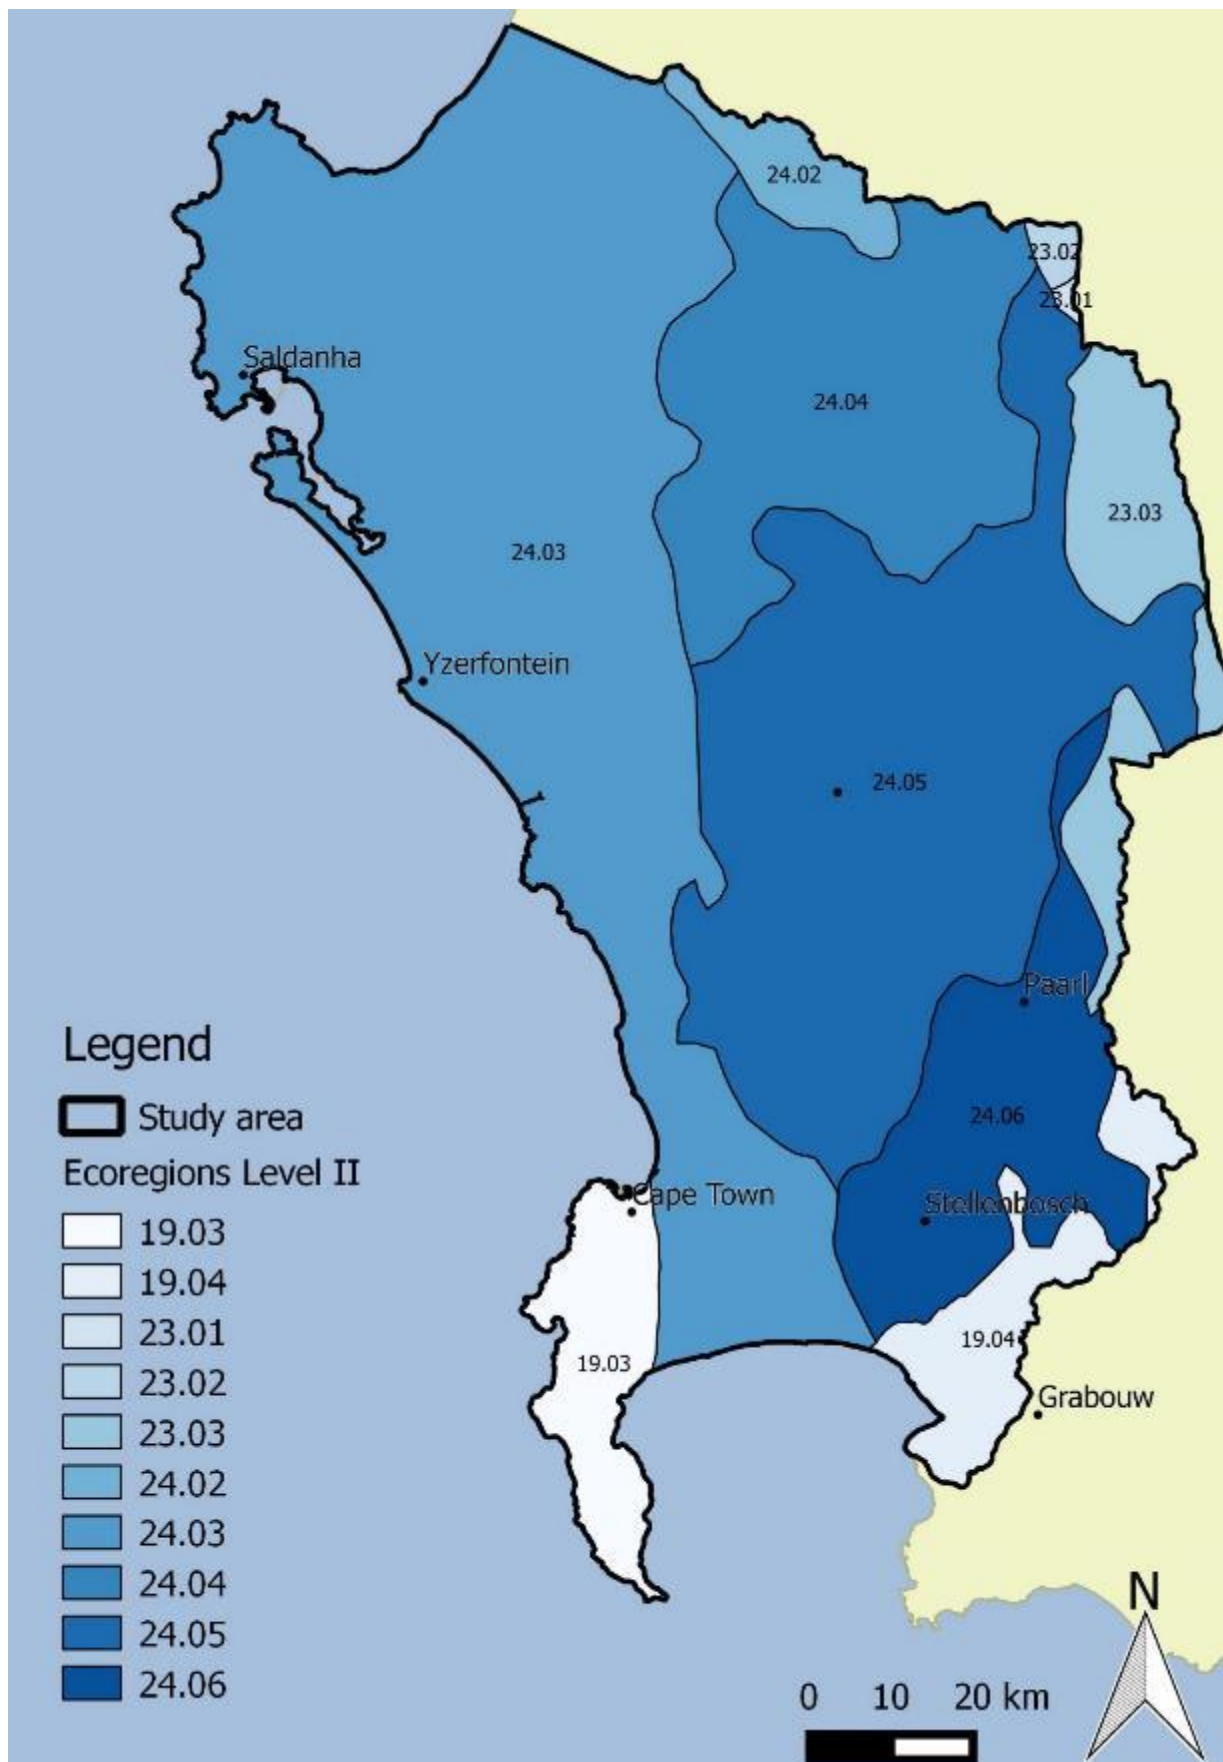 24.02
23.02
23.01
Saldanha
24.04
23.03
24.03
Yzerfontein
24.05
Paarl
Legend
Study area
24.06
Ecoregions Level II
Cape Town
Stellenbosch
19.03
19.04
23.01
23.02
23.03
24.02
24.03
24.04
24.05
24.06
19.03
19.04
Grabouw
N
0 10 20 km